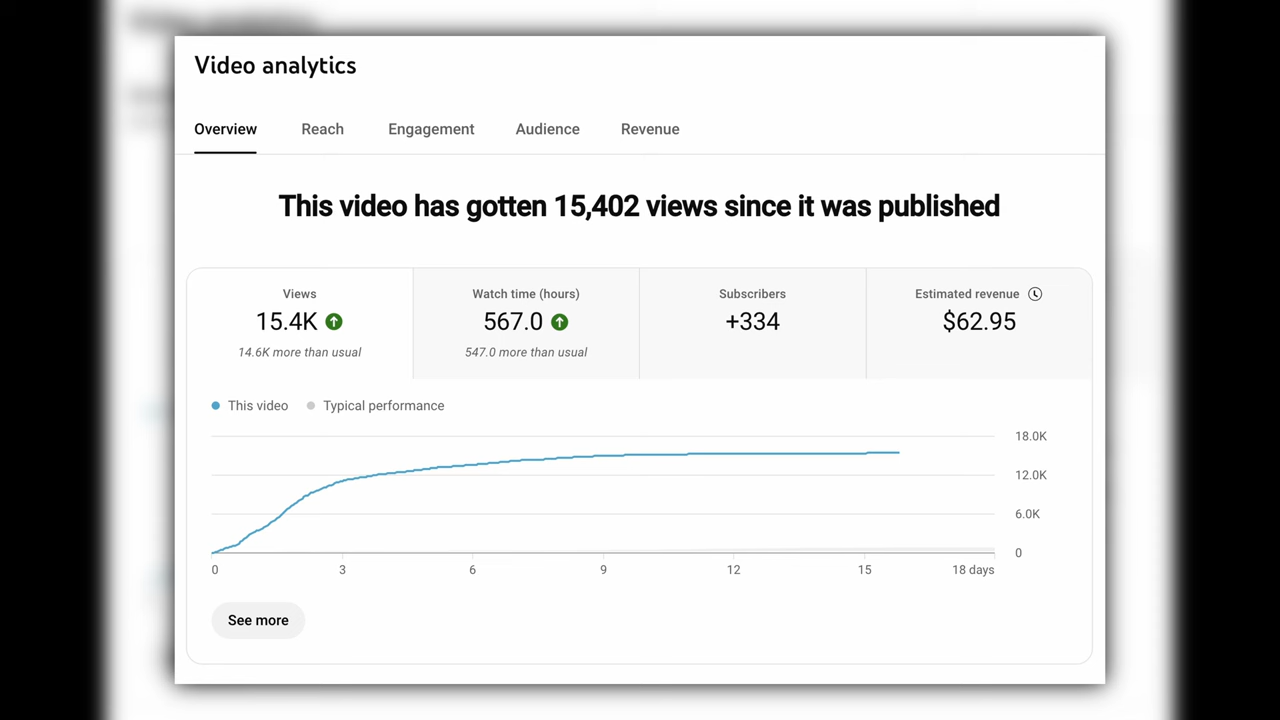 Video analytics
Overview Reach Engagement Audience Revenue
This video has gotten 15,402 views since it was published
Views Watch time (hours) Subscribers Estimated revenue
15.4K 567.0 +334 $62.95
14.6K more than usual 547.0 more than usual
This video Typical performance
18.0K
12.0K
6.0K
0
0 3 6 9 12 15 18 days
See more